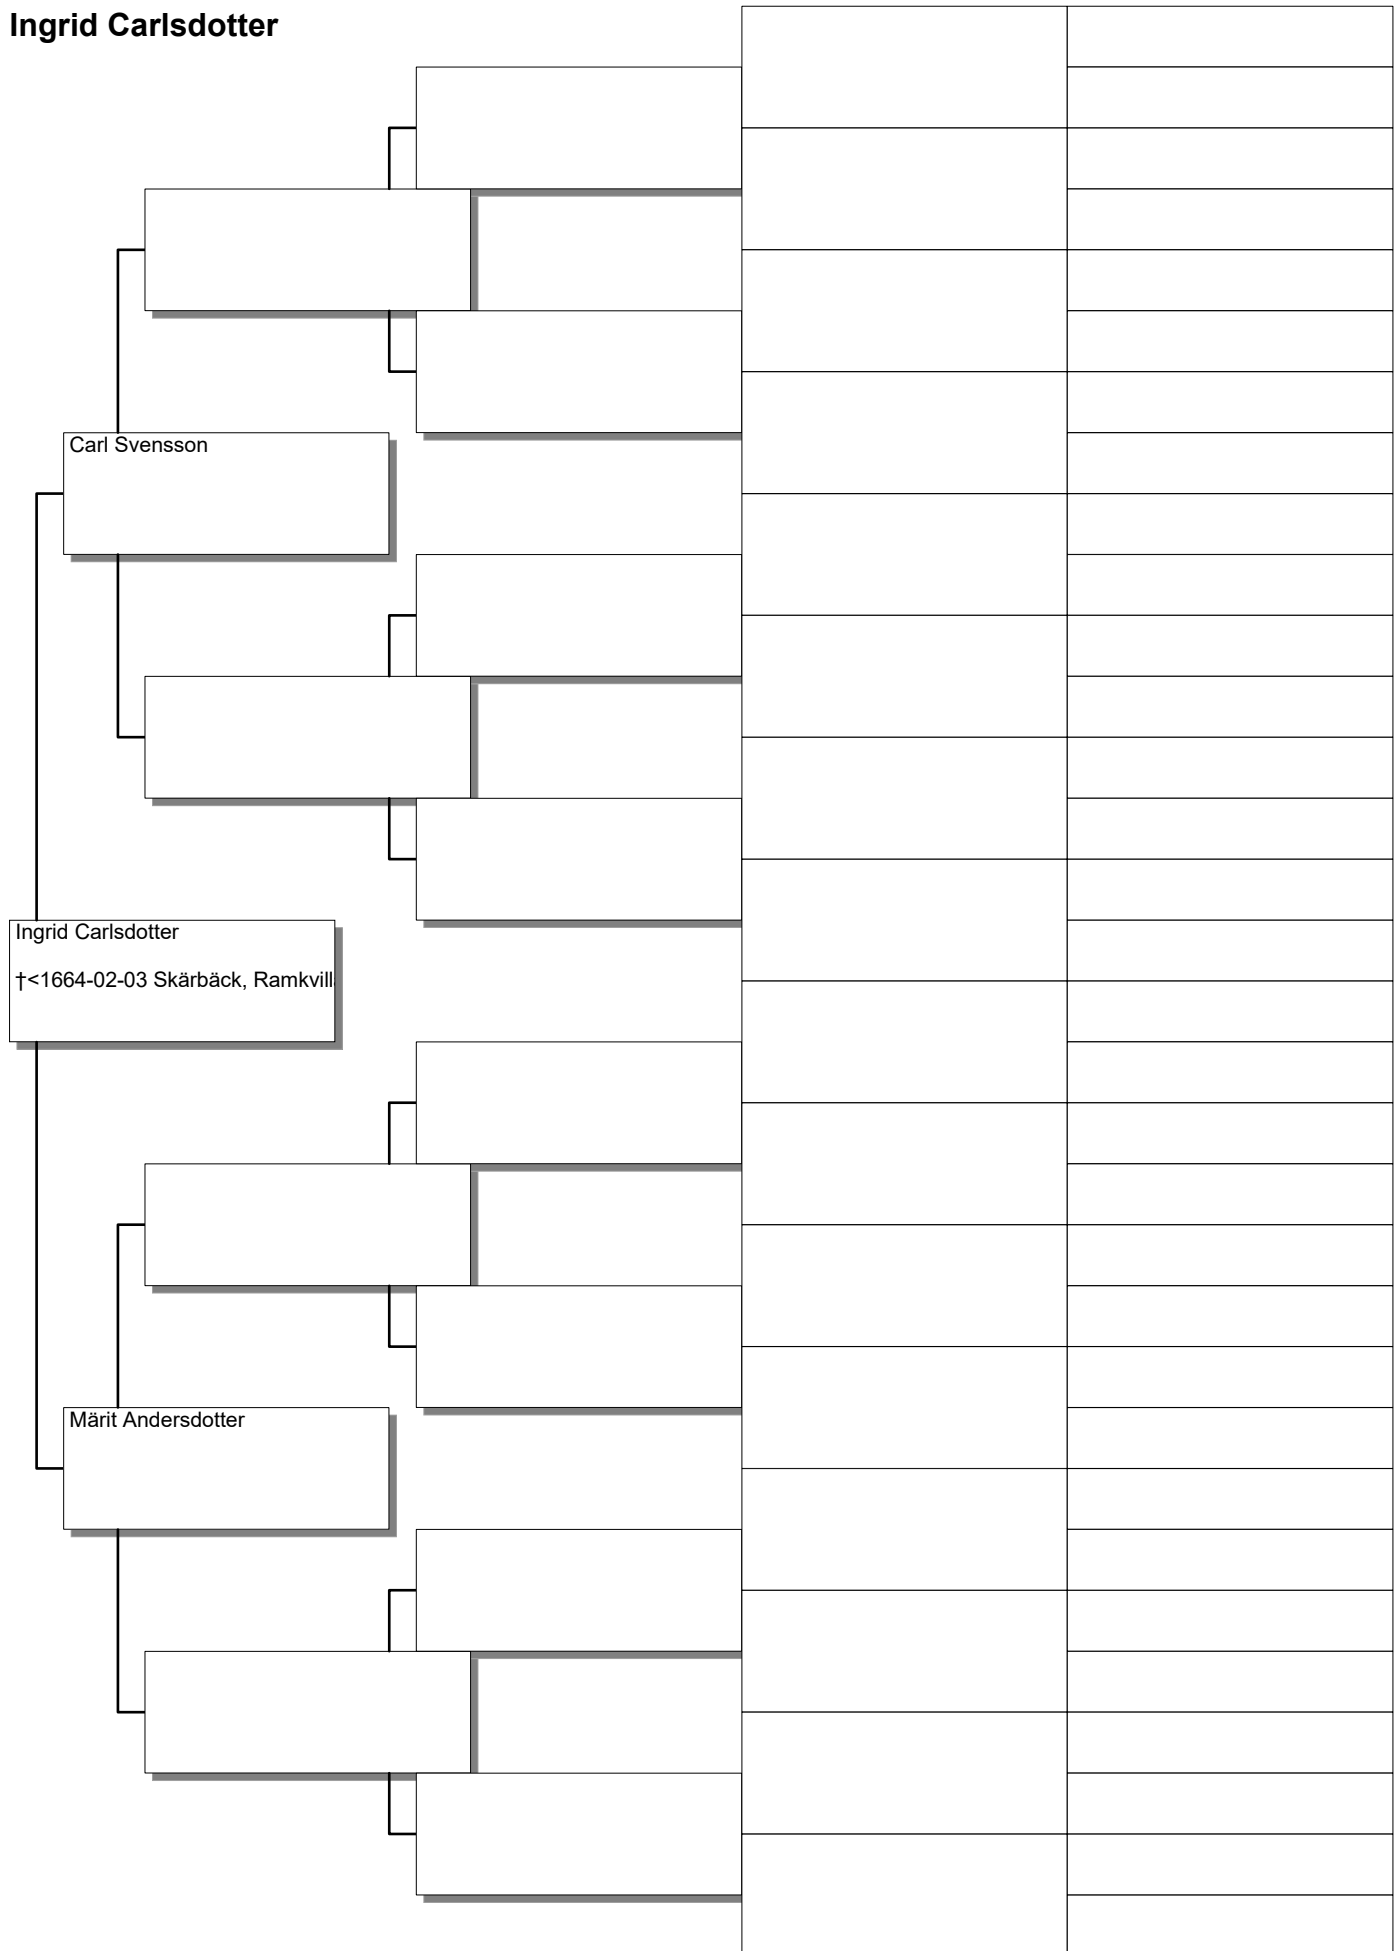 Ingrid Carlsdotter
Carl Svensson
Ingrid Carlsdotter
†<1664-02-03 Skärbäck, Ramkvill
Märit Andersdotter